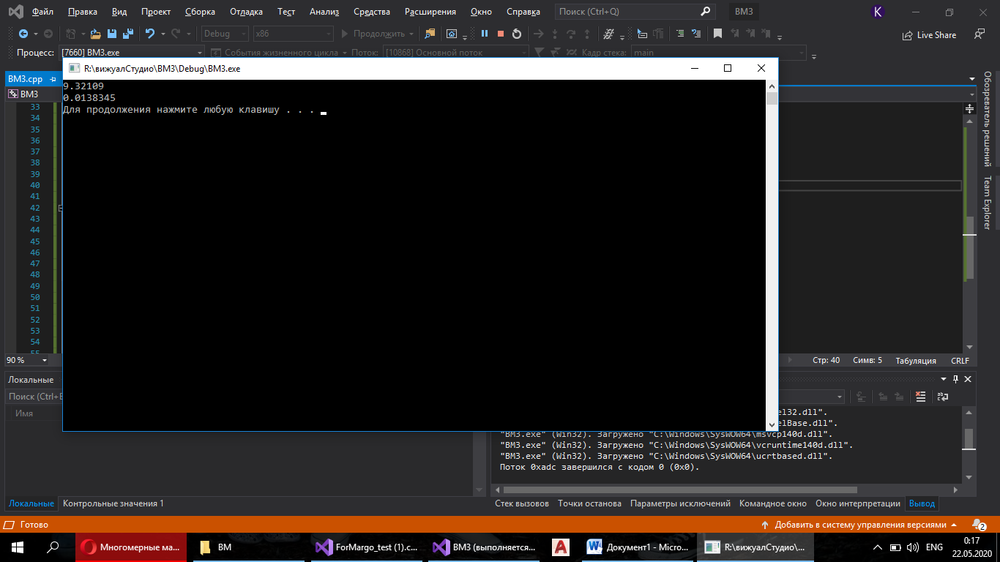 Файл Правка Вид Проект Сборка Отладка Тест Анализ Средства Расширения Окно Справка Поиск (Ctrl+Q) ВМ3 K
Debug x86 Продолжить Live Share
Процесс: [7660] ВМ3.exe События жизненного цикла Поток: [10868] Основной поток Кадр стека: main
R:\вижуалСтудио\ВМ3\Debug\ВМ3.exe
ВМ3.cpp
ВМ3
9.32109
0.0138345
Для продолжения нажмите любую клавишу . . .
33
34
35
36
37
38
39
40
41
42
43
44
45
46
47
48
49
50
51
52
53
54
55
Обозреватель решений
Team Explorer
90 % Стр: 40 Симв: 5 Табуляция CRLF
Локальные
Поиск (Ctrl+E
Имя
el32.dll".
elBase.dll".
"ВМ3.exe" (Win32). Загружено "C:\Windows\SysWOW64\msvcp140d.dll".
"ВМ3.exe" (Win32). Загружено "C:\Windows\SysWOW64\vcruntime140d.dll".
"ВМ3.exe" (Win32). Загружено "C:\Windows\SysWOW64\ucrtbased.dll".
Поток 0xadc завершился с кодом 0 (0x0).
Локальные Контрольные значения 1
Стек вызовов Точки останова Параметры исключений Командное окно Окно интерпретации Вывод
Готово Добавить в систему управления версиями 2
Многомерные ма... ВМ ForMargo_test (1).c... ВМ3 (выполняется... Документ1 - Micro... R:\вижуалСтудио\... ENG 0:17
22.05.2020